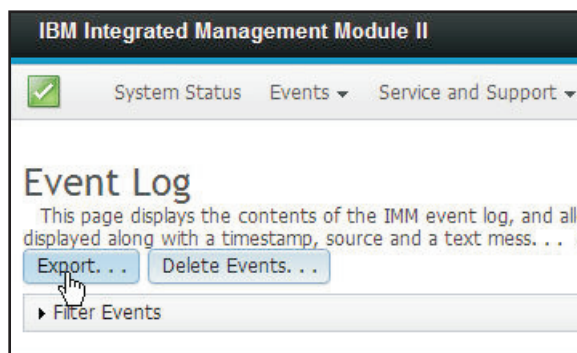 IBM Integrated Management Module II
System Status Events Service and Support
Event Log
This page displays the contents of the IMM event log, and all
displayed along with a timestamp, source and a text mess. . .
Export. . . Delete Events. . .
Filter Events